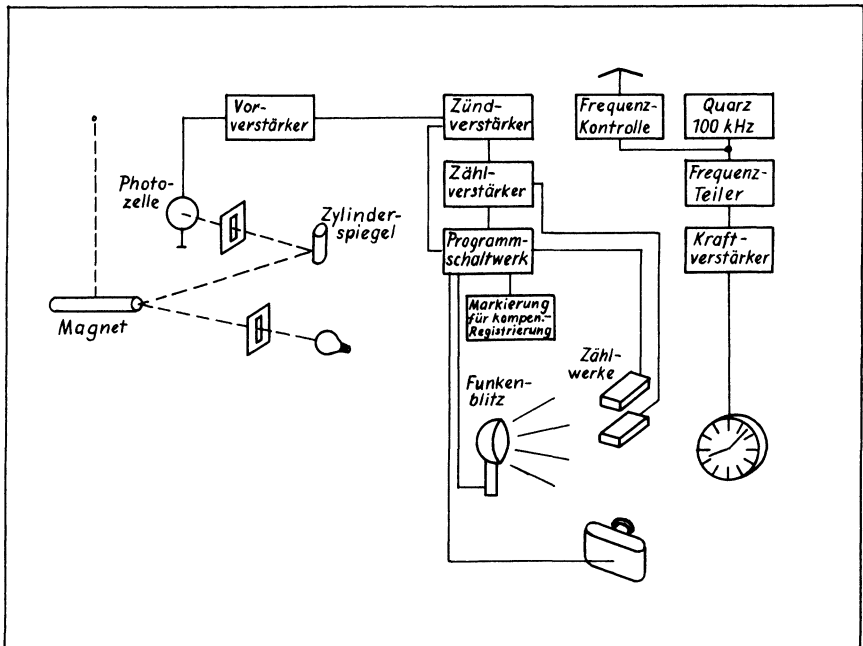 Vor-
verstärker
Zünd-
verstärker
Frequenz-
Kontrolle
Quarz
100 kHz
Photo-
zelle
Zylinder-
spiegel
Zähl-
verstärker
Frequenz-
Teiler
Programm-
schaltwerk
Kraft-
verstärker
Magnet
Markierung
für kompen.-
Registrierung
Zähl-
werke
Funken-
blitz